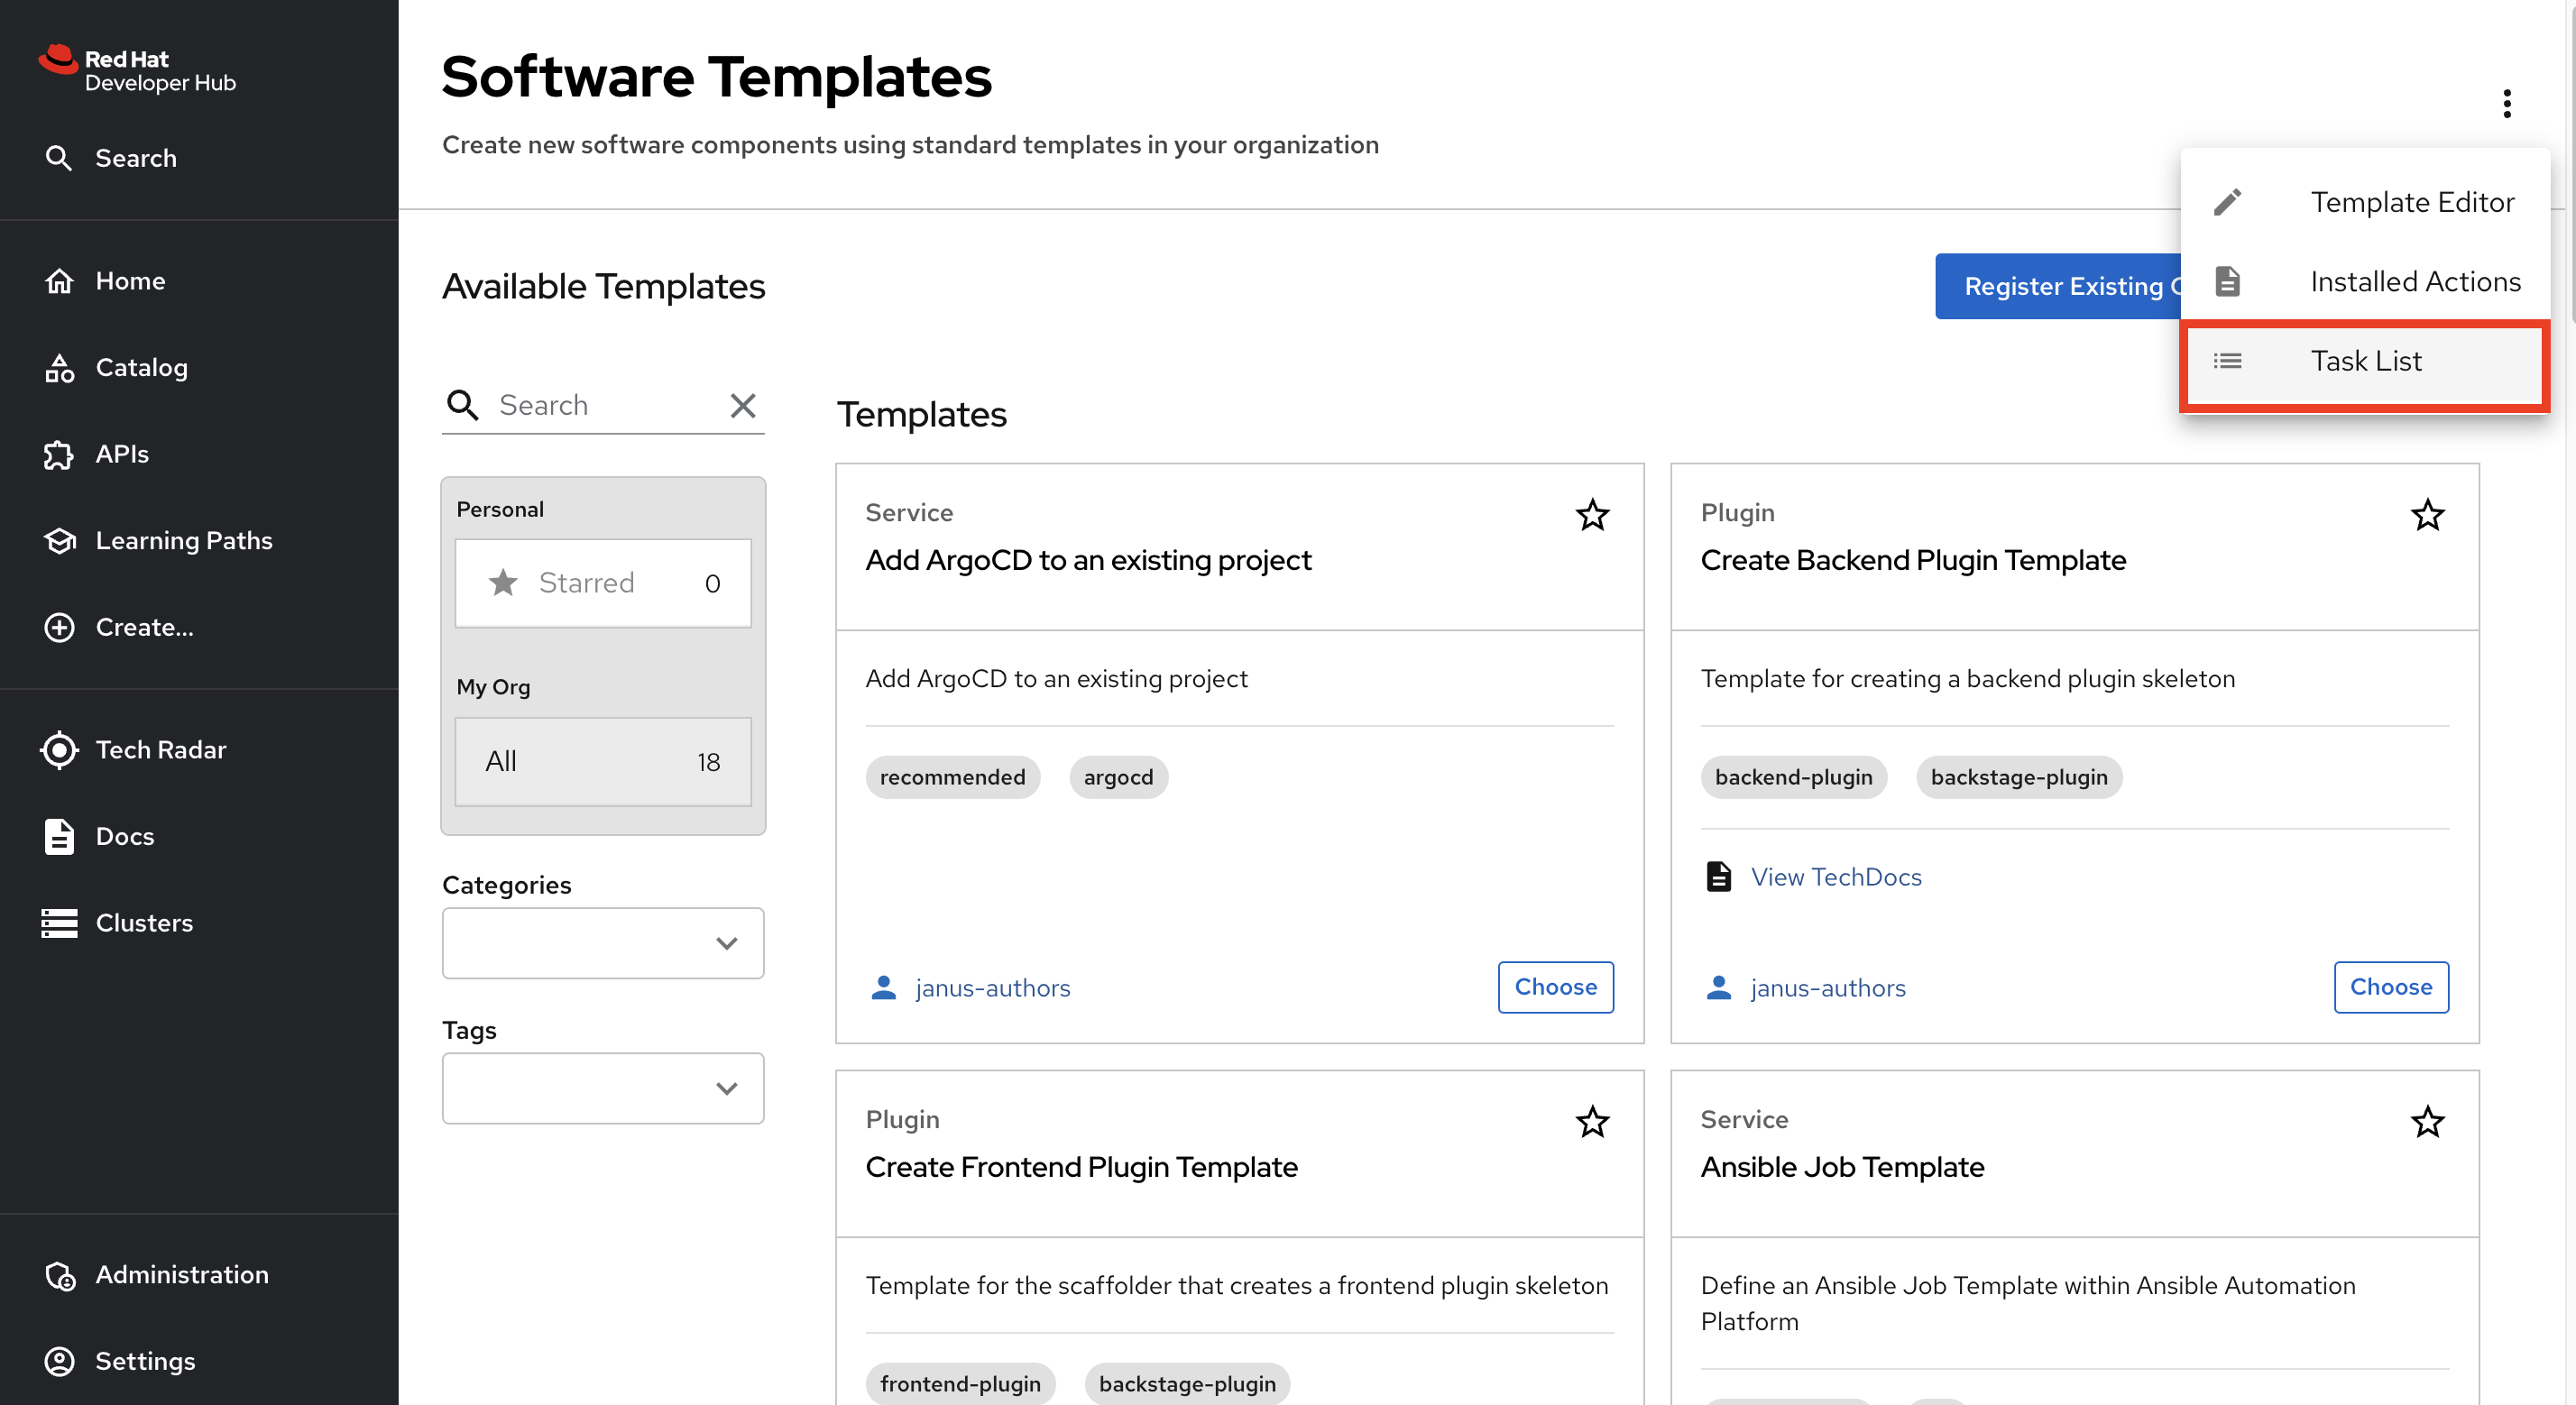 Red Hat
Developer Hub
Search
Home
Catalog
APIs
Learning Paths
Create...
Tech Radar
Docs
Clusters
Administration
Settings
Software Templates
Create new software components using standard templates in your organization
Template Editor
Installed Actions
Task List
Available Templates
Register Existing
Search
Personal
Starred 0
My Org
All 18
Categories
Tags
Templates
Service
Add ArgoCD to an existing project
Add ArgoCD to an existing project
recommended argocd
janus-authors Choose
Plugin
Create Backend Plugin Template
Template for creating a backend plugin skeleton
backend-plugin backstage-plugin
View TechDocs
janus-authors Choose
Plugin
Create Frontend Plugin Template
Template for the scaffolder that creates a frontend plugin skeleton
frontend-plugin backstage-plugin
Service
Ansible Job Template
Define an Ansible Job Template within Ansible Automation
Platform